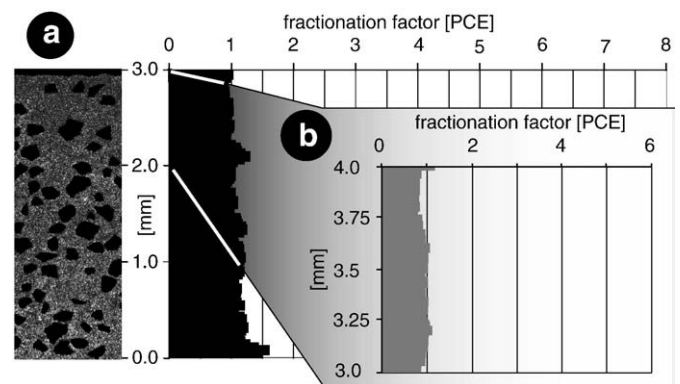 a
fractionation factor [PCE]
0 1 2 3 4 5 6 7 8
3.0
2.0
[mm]
1.0
0.0
b
fractionation factor [PCE]
0 2 4 6
4.0
3.75
3.5
[mm]
3.25
3.0